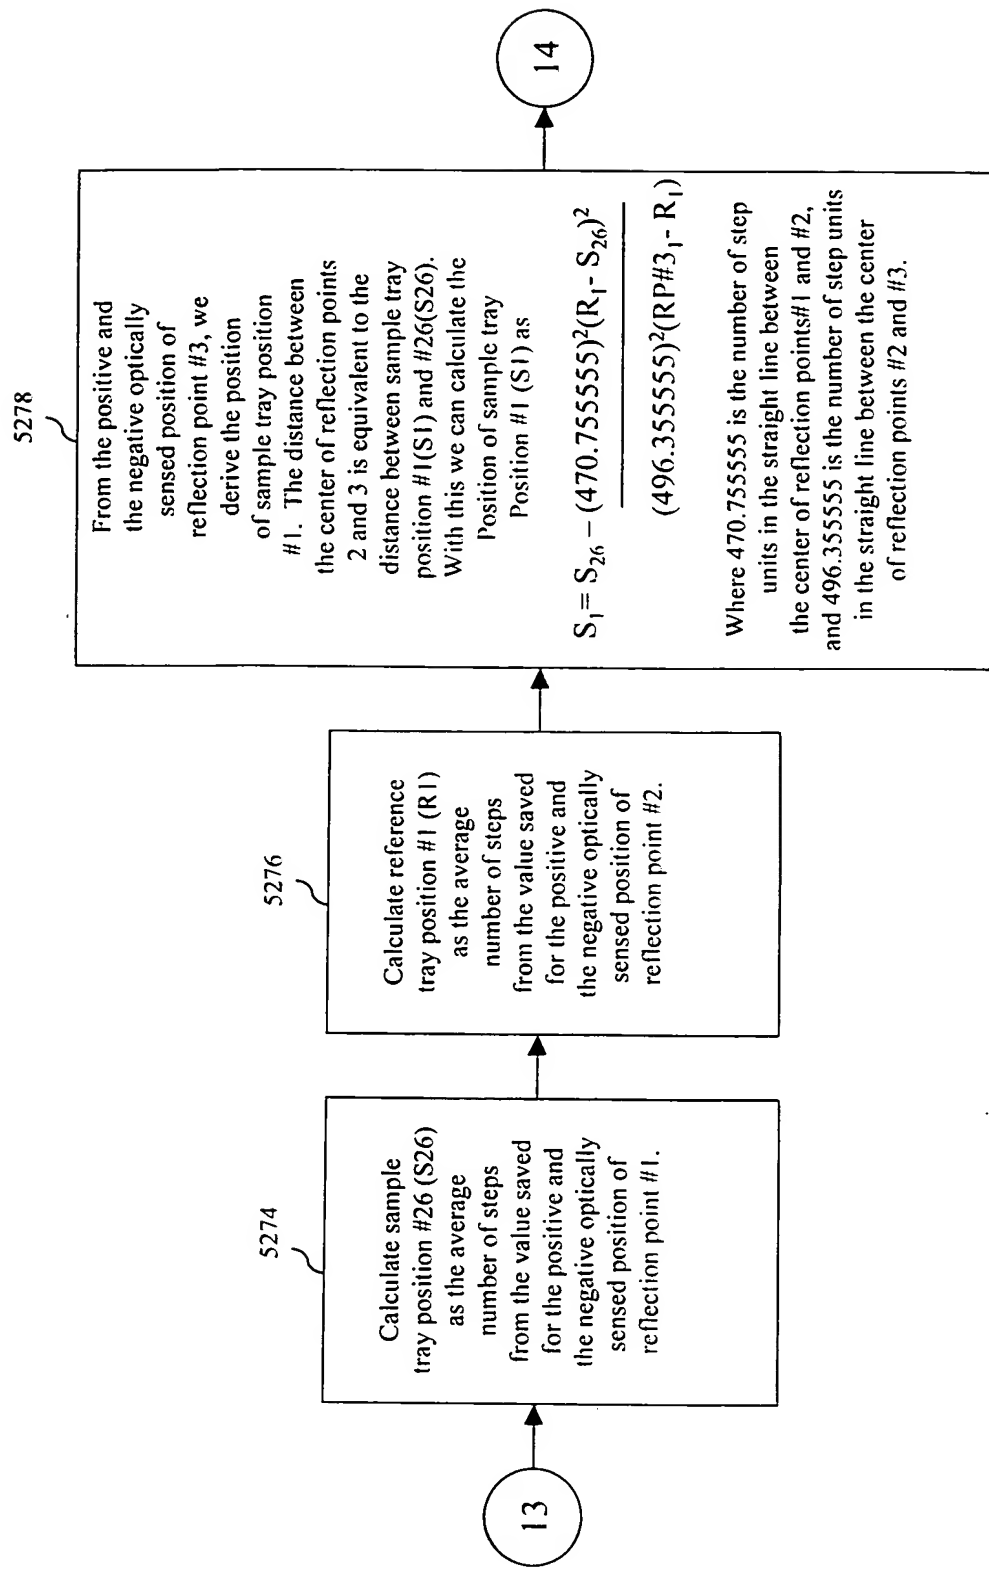 13
5274
Calculate sample
tray position #26 (S26)
as the average
number of steps
from the value saved
for the positive and
the negative optically
sensed position of
reflection point #1.
5276
Calculate reference
tray position #1 (R1)
as the average
number of steps
from the value saved
for the positive and
the negative optically
sensed position of
reflection point #2.
5278
From the positive and
the negative optically
sensed position of
reflection point #3, we
derive the position
of sample tray position
#1. The distance between
the center of reflection points
2 and 3 is equivalent to the
distance between sample tray
position #1(S1) and #26(S26).
With this we can calculate the
Position of sample tray
Position #1 (S1) as
S₁= S₂₆ – (470.755555)²(R₁- S₂₆)²
(496.355555)²(RP#3₁- R₁)
Where 470.755555 is the number of step
units in the straight line between
the center of reflection points#1 and #2,
and 496.355555 is the number of step units
in the straight line between the center
of reflection points #2 and #3.
14